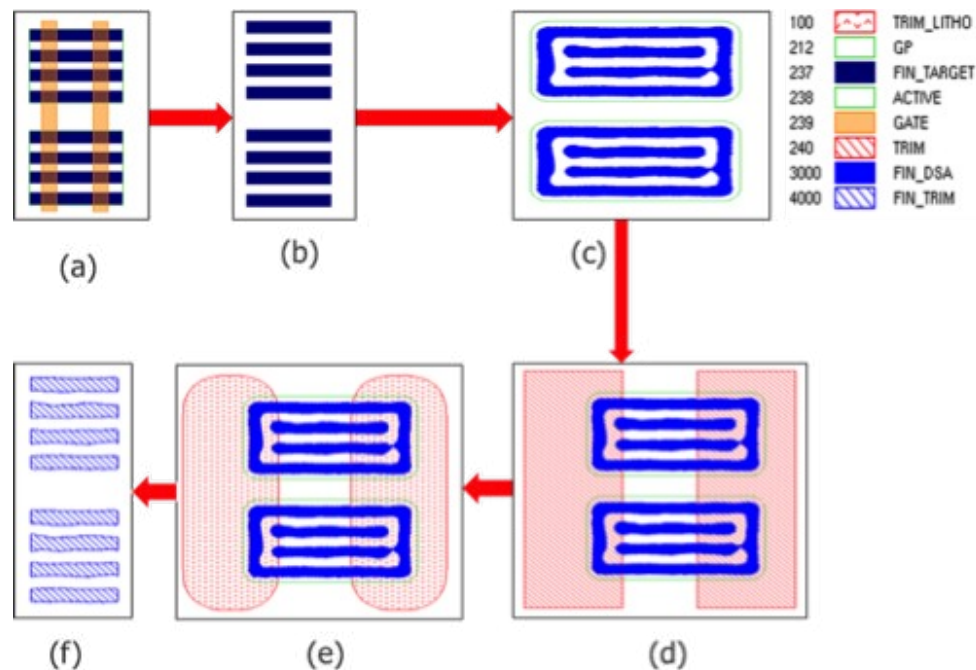 100 TRIM_LITHO
212 GP
237 FIN_TARGET
238 ACTIVE
239 GATE
240 TRIM
3000 FIN_DSA
4000 FIN_TRIM
(a)
(b)
(c)
(f)
(e)
(d)